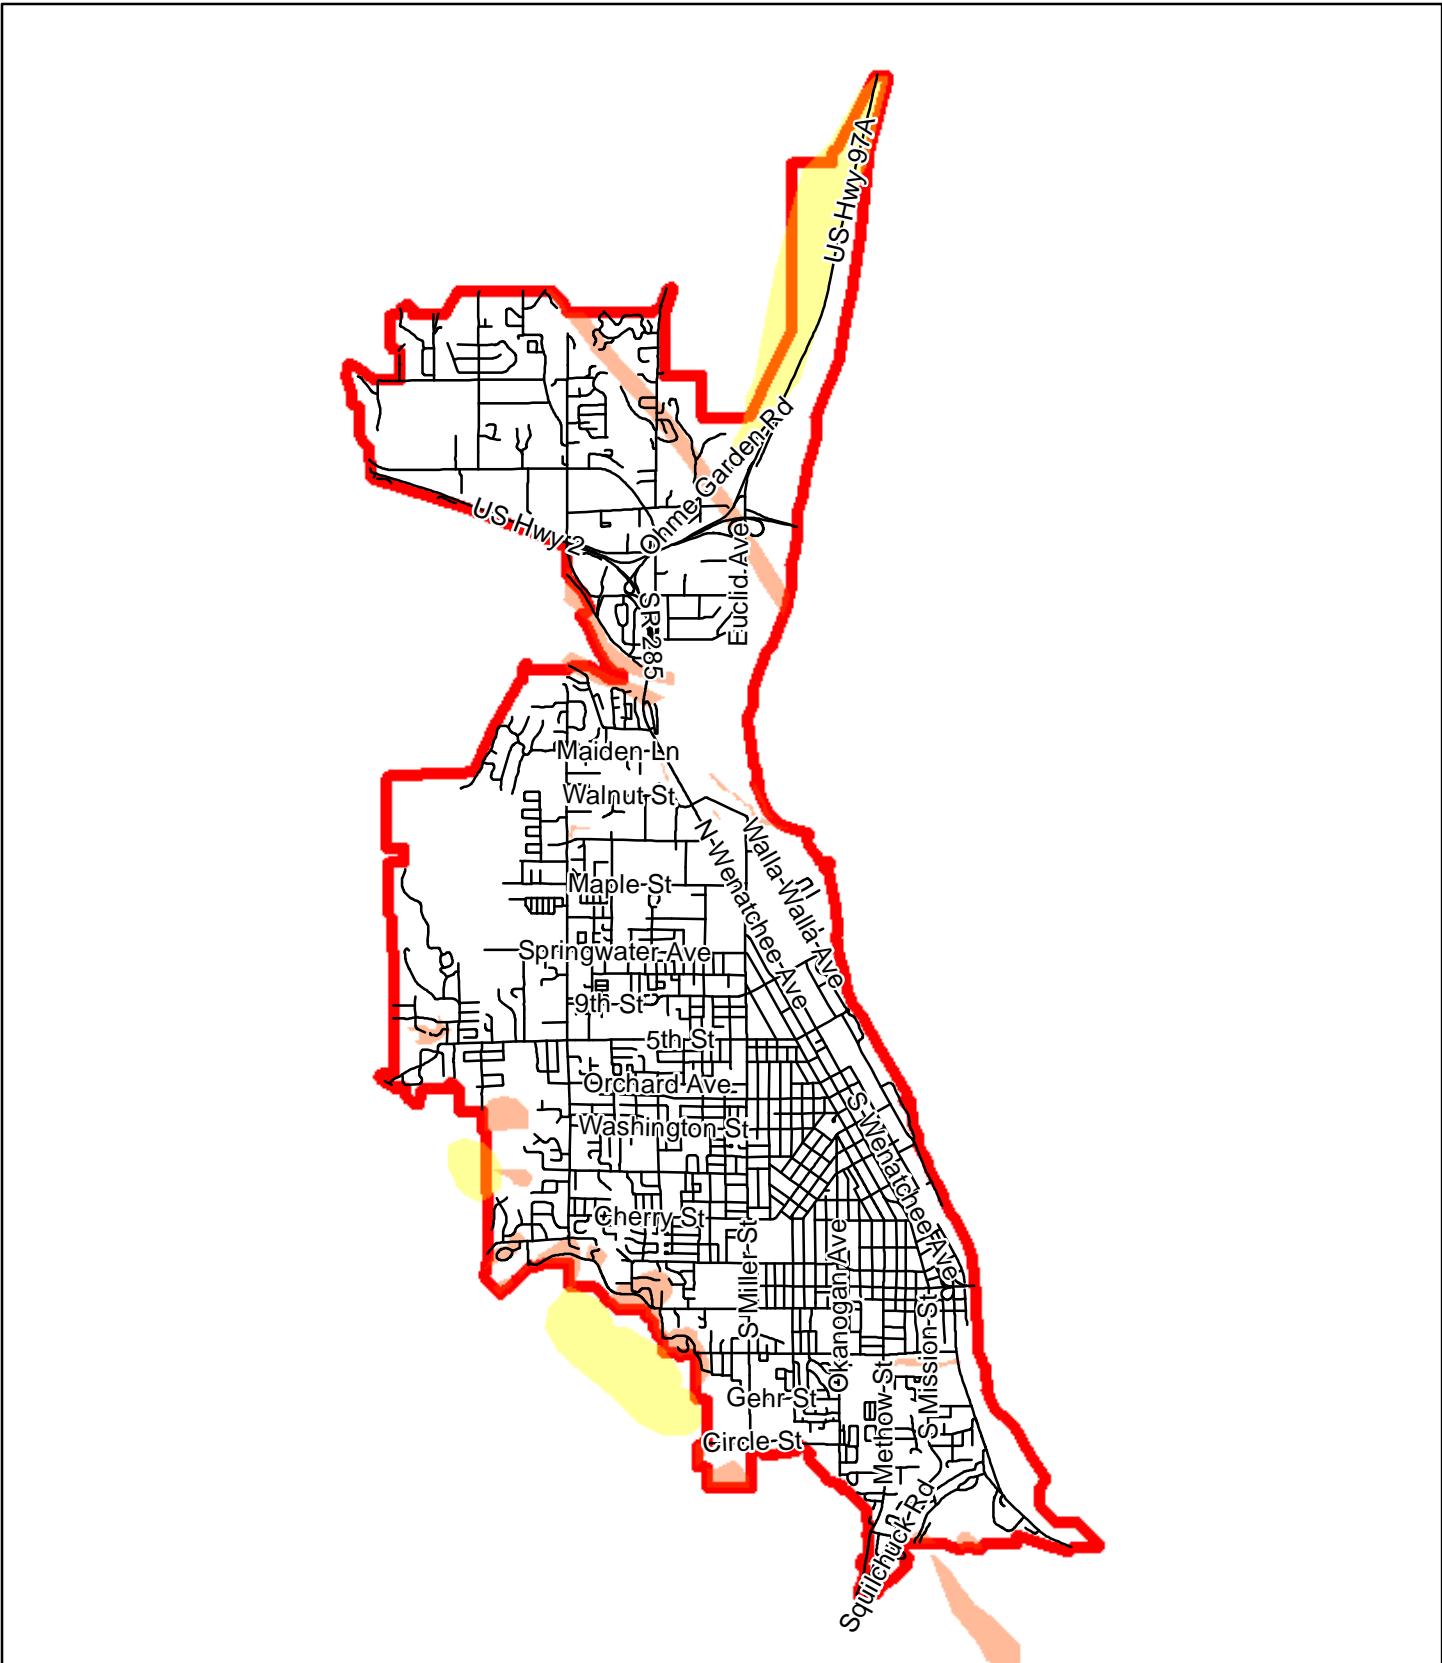 US Hwy 97A
Ohme Garden Rd
US Hwy 2
Euclid Ave
SR 285
Maiden Ln
Walnut St
N Wenatchee Ave
Walla Walla Ave
Maple St
Springwater Ave
9th St
5th St
Orchard Ave
S Wenatchee Ave
Washington St
Cherry St
S Miller St
Okanogan Ave
S Mission St
Methow St
Gehr St
Circle St
Squilchuck Rd